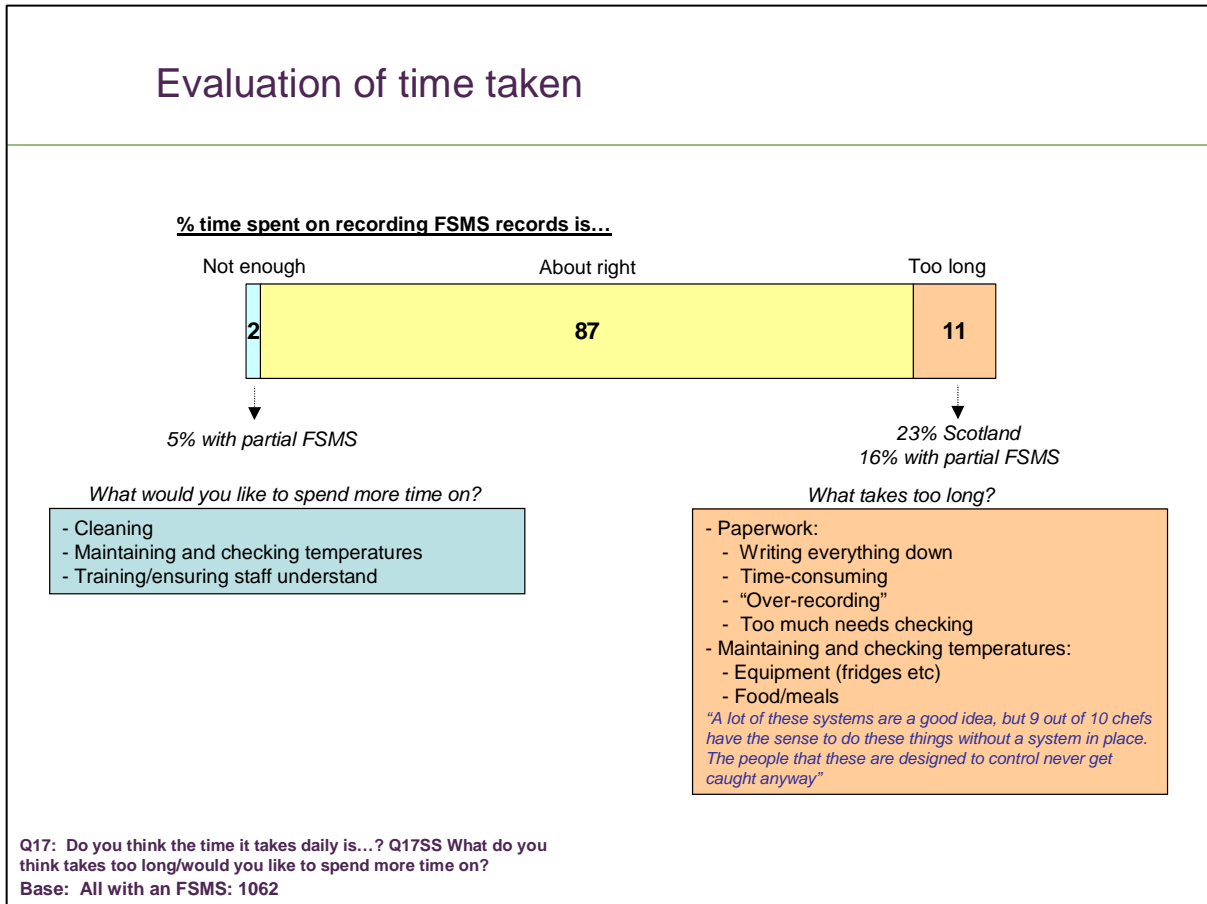 Evaluation of time taken
% time spent on recording FSMS records is…
Not enough
About right
Too long
2
87
11
5% with partial FSMS
23% Scotland
16% with partial FSMS
What would you like to spend more time on?
- Cleaning
- Maintaining and checking temperatures
- Training/ensuring staff understand
What takes too long?
- Paperwork:
- Writing everything down
- Time-consuming
- “Over-recording”
- Too much needs checking
- Maintaining and checking temperatures:
- Equipment (fridges etc)
- Food/meals
“A lot of these systems are a good idea, but 9 out of 10 chefs
have the sense to do these things without a system in place.
The people that these are designed to control never get
caught anyway”
Q17:  Do you think the time it takes daily is…? Q17SS What do you
think takes too long/would you like to spend more time on?
Base:  All with an FSMS: 1062